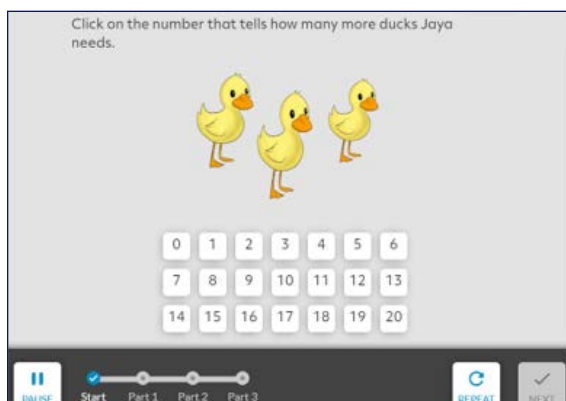 Click on the number that tells how many more ducks Jaya
needs.
0 1 2 3 4 5 6
7 8 9 10 11 12 13
14 15 16 17 18 19 20
PAUSE Start Part 1 Part 2 Part 3 REPEAT NEXT